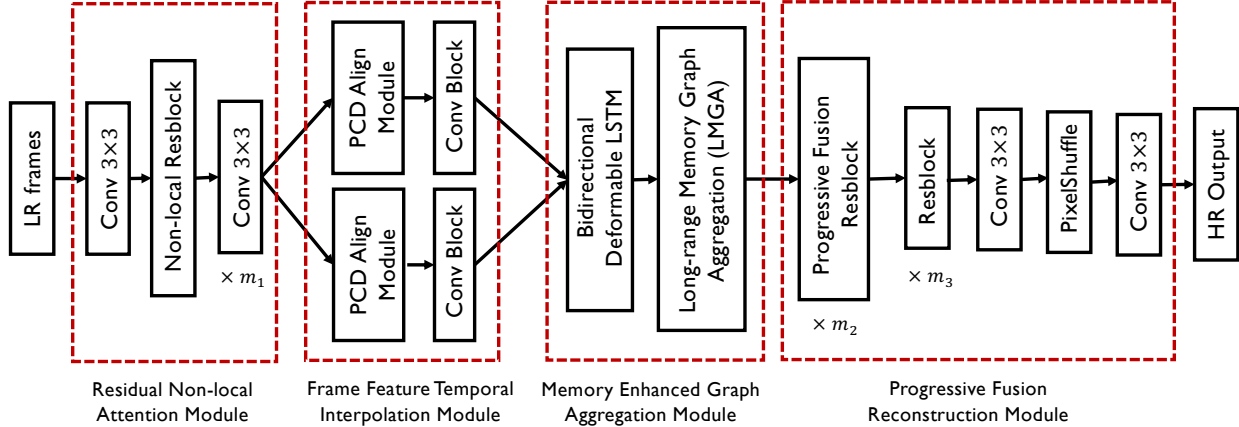 LR frames
Conv 3×3
Non-local Resblock
Conv 3×3
× m₁
PCD Align
Module
Conv Block
PCD Align
Module
Conv Block
Bidirectional
Deformable LSTM
Long-range Memory Graph
Aggregation (LMGA)
Progressive Fusion
Resblock
× m₂
Resblock
× m₃
Conv 3×3
PixelShuffle
Conv 3×3
HR Output
Residual Non-local
Attention Module
Frame Feature Temporal
Interpolation Module
Memory Enhanced Graph
Aggregation Module
Progressive Fusion
Reconstruction Module